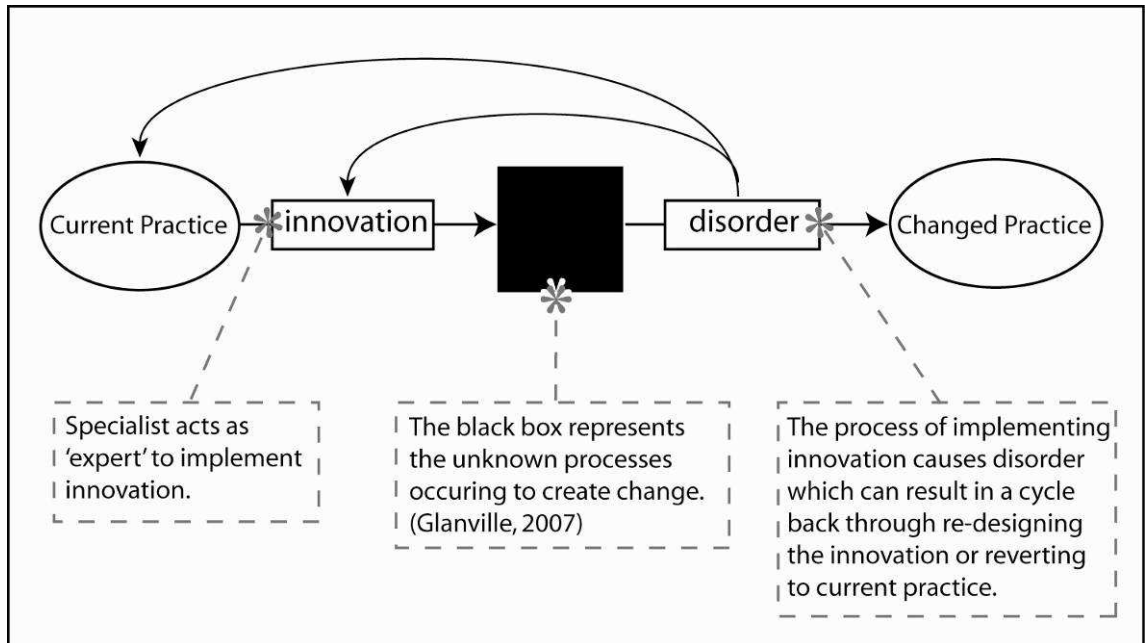 Current Practice
innovation
disorder
Changed Practice
Specialist acts as
‘expert’ to implement
innovation.
The black box represents
the unknown processes
occuring to create change.
(Glanville, 2007)
The process of implementing
innovation causes disorder
which can result in a cycle
back through re-designing
the innovation or reverting
to current practice.